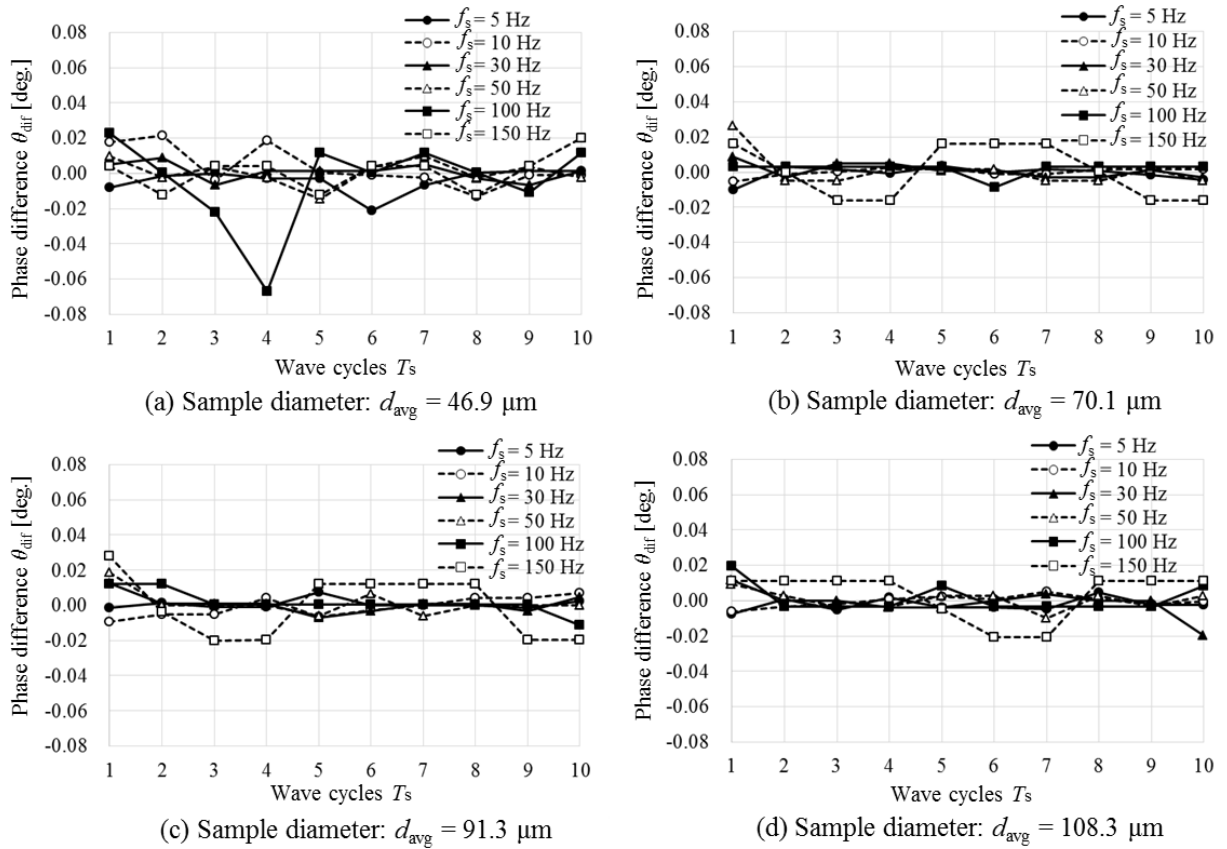 0.08
0.06
0.04
0.02
0.00
-0.02
-0.04
-0.06
-0.08
Phase difference θdif [deg.]
fs = 5 Hz
fs = 10 Hz
fs = 30 Hz
fs = 50 Hz
fs = 100 Hz
fs = 150 Hz
1 2 3 4 5 6 7 8 9 10
Wave cycles Ts
(a) Sample diameter: davg = 46.9 μm
0.08
0.06
0.04
0.02
0.00
-0.02
-0.04
-0.06
-0.08
Phase difference θdif [deg.]
fs = 5 Hz
fs = 10 Hz
fs = 30 Hz
fs = 50 Hz
fs = 100 Hz
fs = 150 Hz
1 2 3 4 5 6 7 8 9 10
Wave cycles Ts
(b) Sample diameter: davg = 70.1 μm
0.08
0.06
0.04
0.02
0.00
-0.02
-0.04
-0.06
-0.08
Phase difference θdif [deg.]
fs = 5 Hz
fs = 10 Hz
fs = 30 Hz
fs = 50 Hz
fs = 100 Hz
fs = 150 Hz
1 2 3 4 5 6 7 8 9 10
Wave cycles Ts
(c) Sample diameter: davg = 91.3 μm
0.08
0.06
0.04
0.02
0.00
-0.02
-0.04
-0.06
-0.08
Phase difference θdif [deg.]
fs = 5 Hz
fs = 10 Hz
fs = 30 Hz
fs = 50 Hz
fs = 100 Hz
fs = 150 Hz
1 2 3 4 5 6 7 8 9 10
Wave cycles Ts
(d) Sample diameter: davg = 108.3 μm